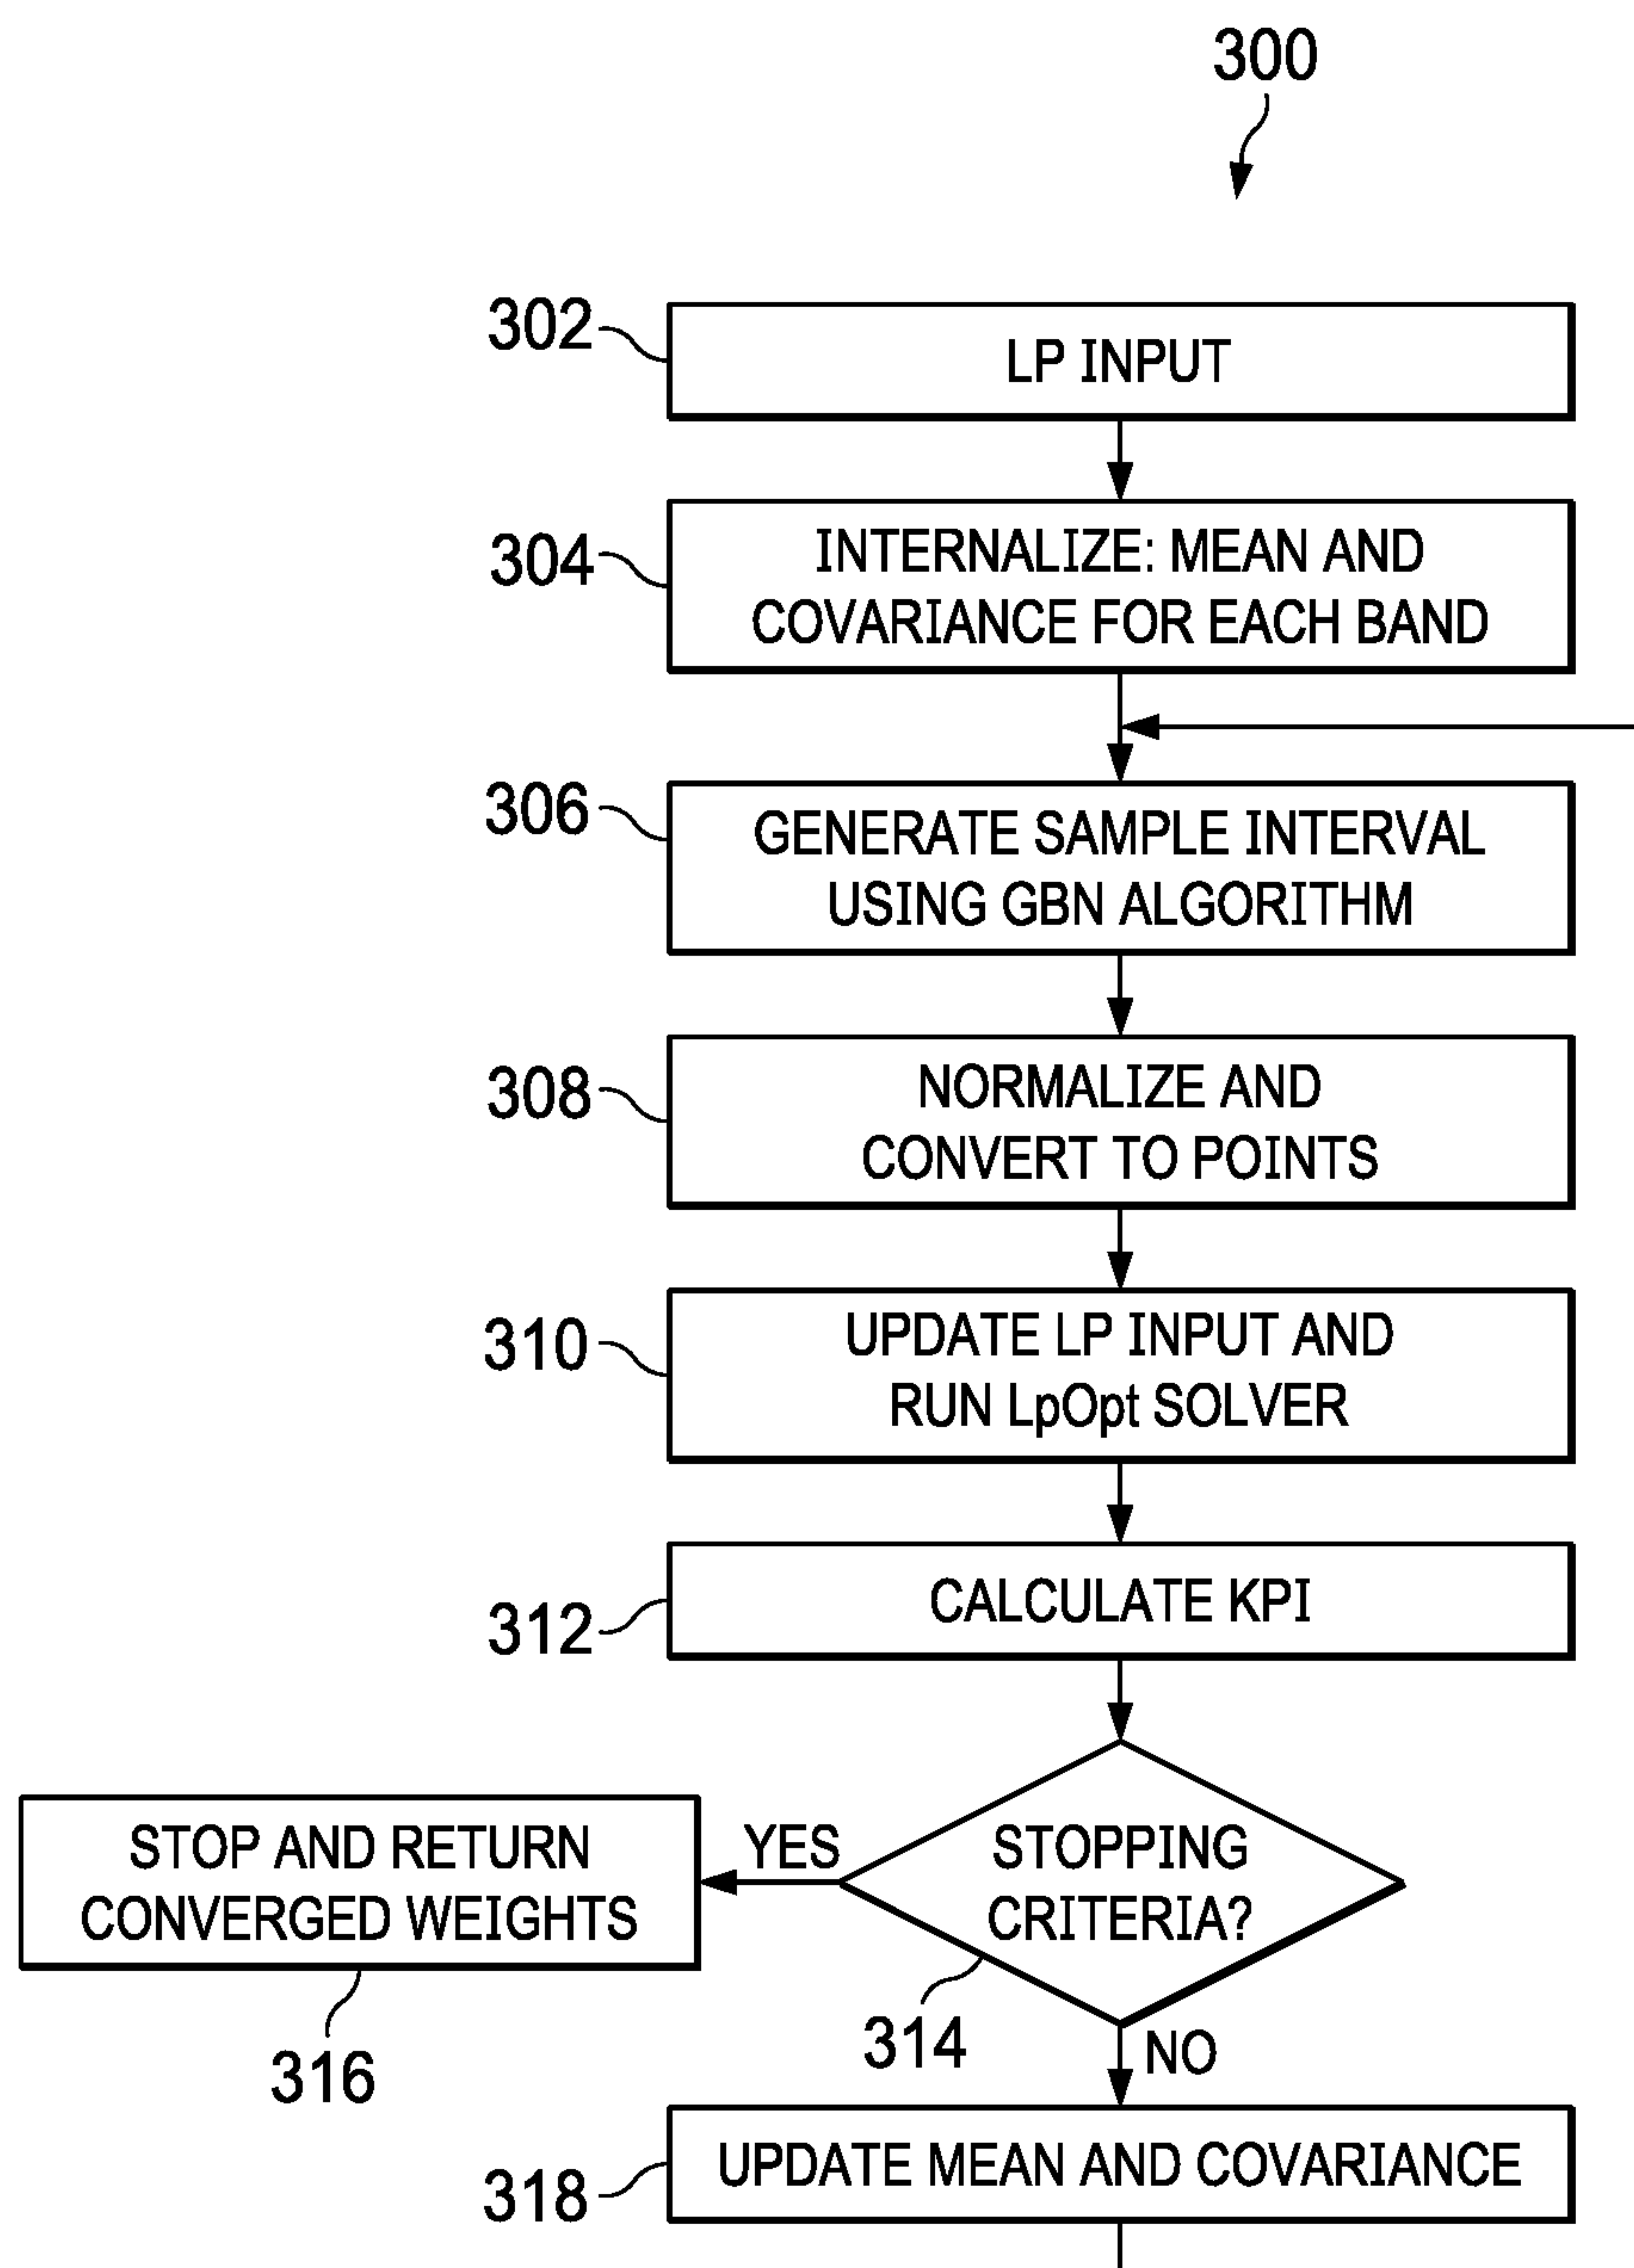 300
302
LP INPUT
304
INTERNALIZE: MEAN AND
COVARIANCE FOR EACH BAND
306
GENERATE SAMPLE INTERVAL
USING GBN ALGORITHM
308
NORMALIZE AND
CONVERT TO POINTS
310
UPDATE LP INPUT AND
RUN LpOpt SOLVER
312
CALCULATE KPI
STOP AND RETURN
CONVERGED WEIGHTS
316
YES
STOPPING
CRITERIA?
314
NO
318
UPDATE MEAN AND COVARIANCE